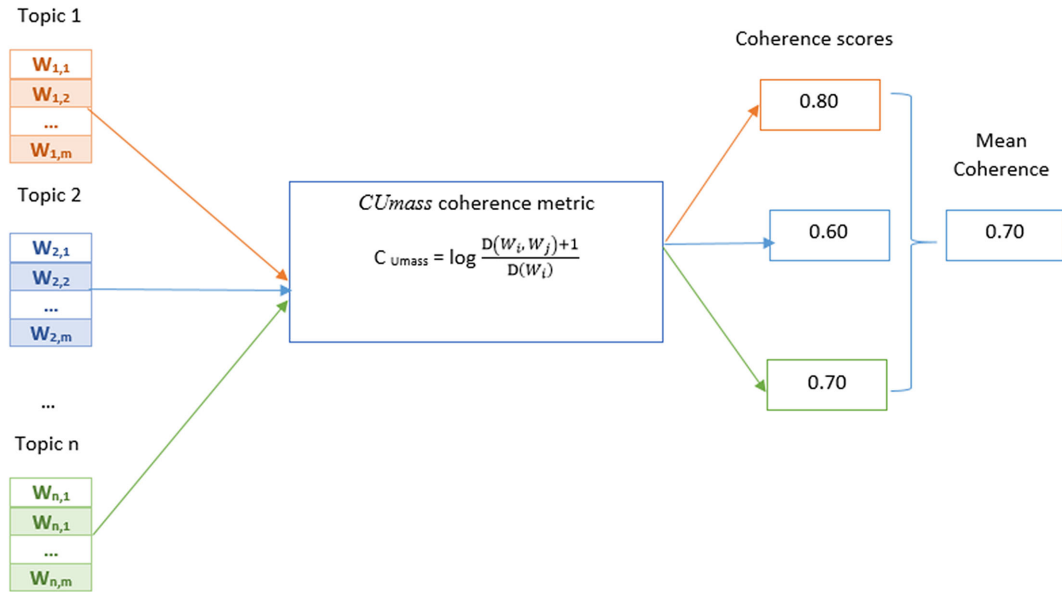 Topic 1
W1,1
W1,2
...
W1,m
Topic 2
W2,1
W2,2
...
W2,m
...
Topic n
Wn,1
Wn,1
...
Wn,m
CUmass coherence metric
C Umass = log D(Wi, Wj)+1 / D(Wi)
Coherence scores
0.80
0.60
0.70
Mean
Coherence
0.70